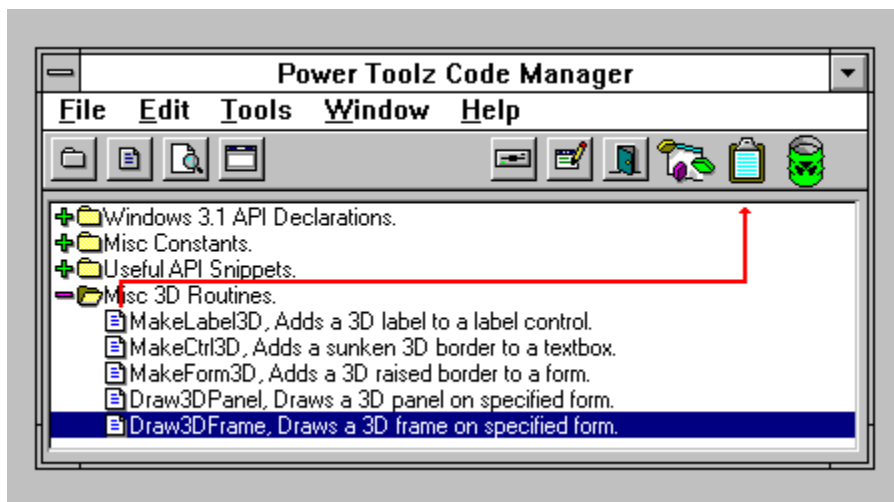 Power Toolz Code Manager
File Edit Tools Window Help
Windows 3.1 API Declarations.
Misc Constants.
Useful API Snippets.
Misc 3D Routines.
MakeLabel3D, Adds a 3D label to a label control.
MakeCtrl3D, Adds a sunken 3D border to a textbox.
MakeForm3D, Adds a 3D raised border to a form.
Draw3DPanel, Draws a 3D panel on specified form.
Draw3DFrame, Draws a 3D frame on specified form.